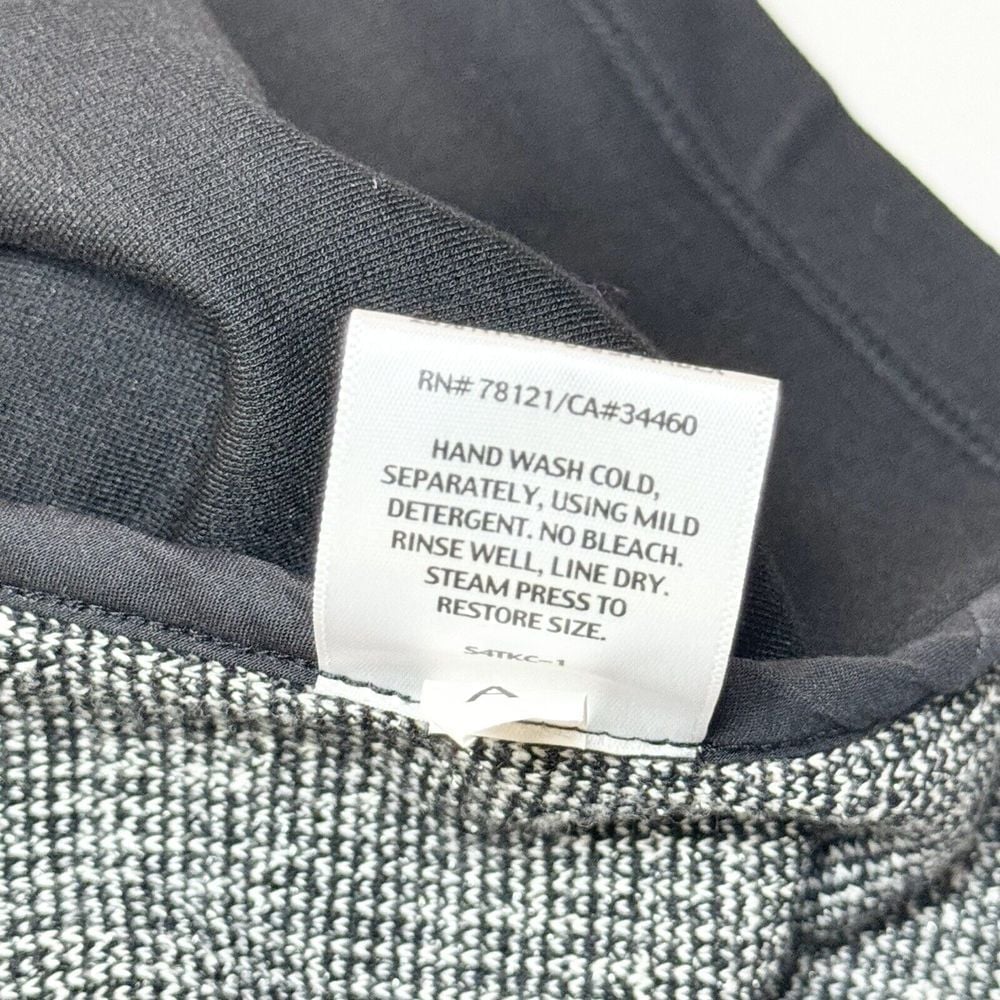 RN# 78121/CA#34460
HAND WASH COLD,
SEPARATELY, USING MILD
DETERGENT. NO BLEACH.
RINSE WELL, LINE DRY.
STEAM PRESS TO
RESTORE SIZE.
S4TKC-1
A